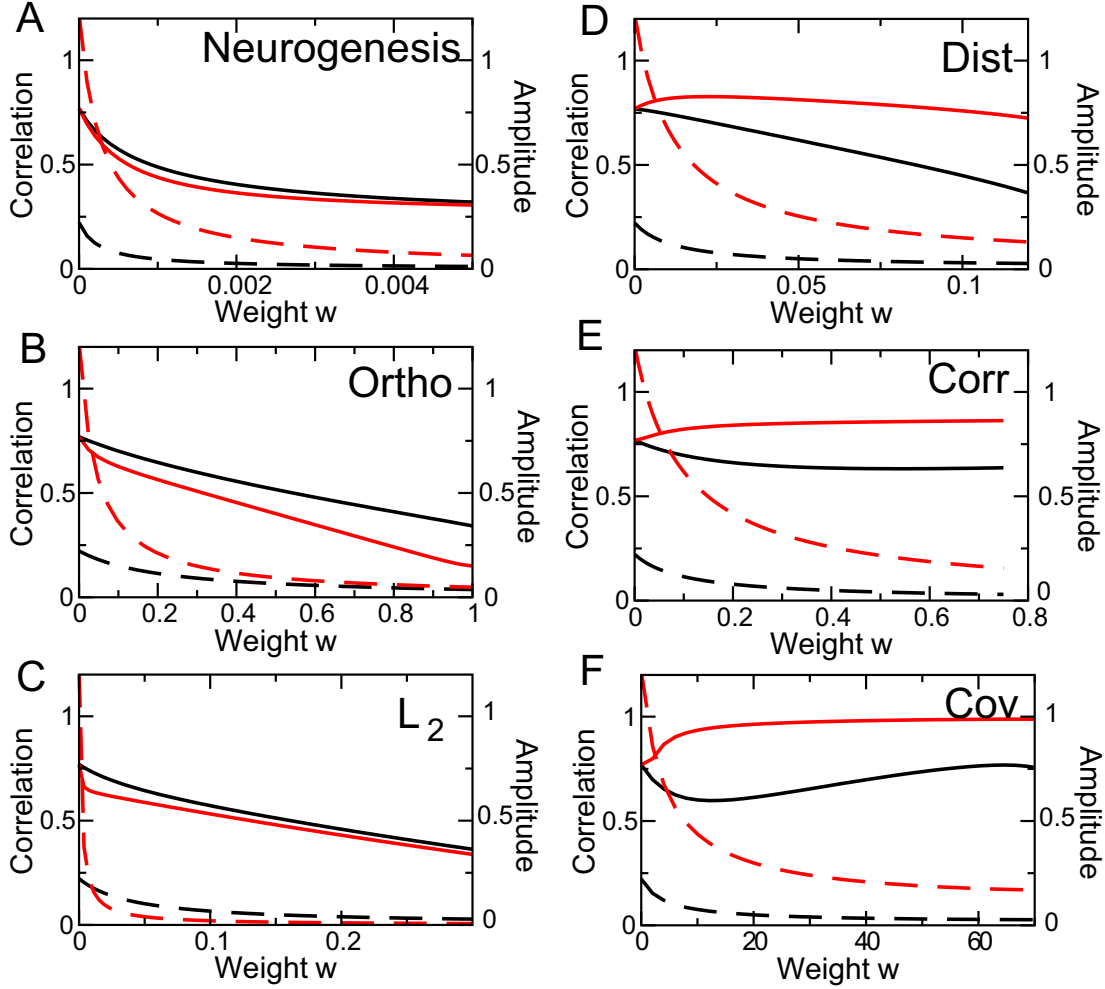 A
Neurogenesis
Correlation
Amplitude
1
0.5
0
1
0.5
0
0
0.002
0.004
Weight w
D
Dist
Correlation
Amplitude
1
0.5
0
1
0.5
0
0
0.05
0.1
Weight w
B
Ortho
Correlation
Amplitude
1
0.5
0
1
0.5
0
0
0.2
0.4
0.6
0.8
1
Weight w
E
Corr
Correlation
Amplitude
1
0.5
0
1
0.5
0
0
0.2
0.4
0.6
0.8
Weight w
C
L2
Correlation
Amplitude
1
0.5
0
1
0.5
0
0
0.1
0.2
Weight w
F
Cov
Correlation
Amplitude
1
0.5
0
1
0.5
0
0
20
40
60
Weight w